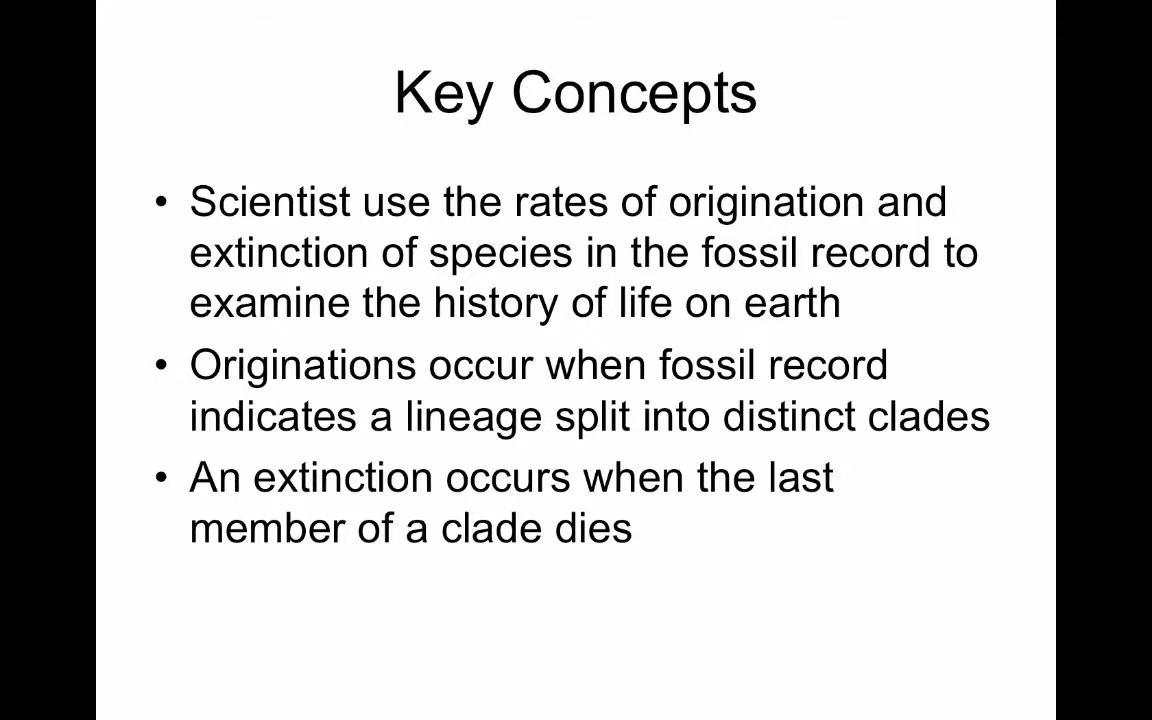 Key Concepts
• Scientist use the rates of origination and
extinction of species in the fossil record to
examine the history of life on earth
• Originations occur when fossil record
indicates a lineage split into distinct clades
• An extinction occurs when the last
member of a clade dies